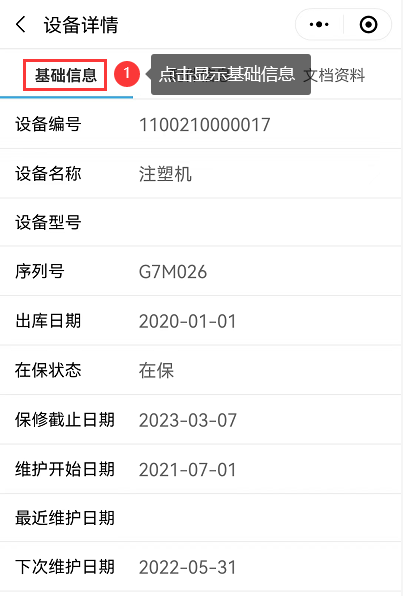 设备详情
基础信息
1
点击显示基础信息
文档资料
设备编号 1100210000017
设备名称 注塑机
设备型号
序列号 G7M026
出库日期 2020-01-01
在保状态 在保
保修截止日期 2023-03-07
维护开始日期 2021-07-01
最近维护日期
下次维护日期 2022-05-31